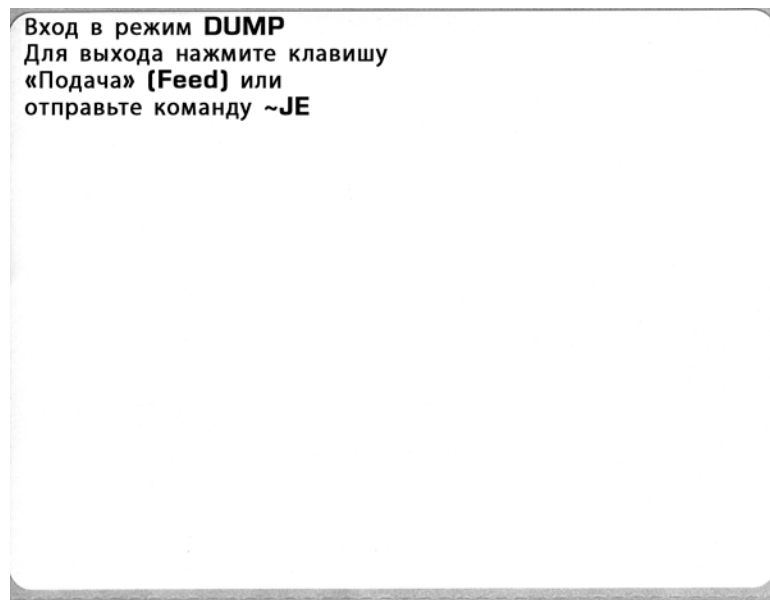 Вход в режим DUMP
Для выхода нажмите клавишу
«Подача» (Feed) или
отправьте команду ~JE